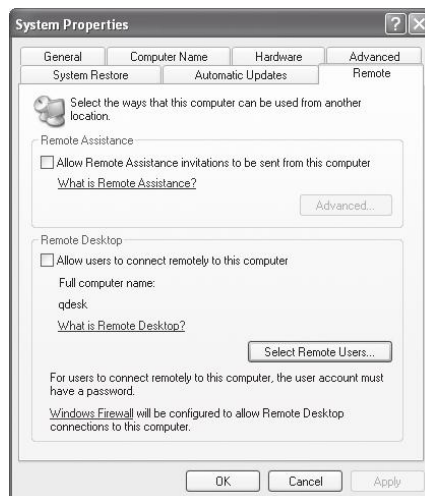 System Properties
General
Computer Name
Hardware
Advanced
System Restore
Automatic Updates
Remote
Select the ways that this computer can be used from another
location.
Remote Assistance
Allow Remote Assistance invitations to be sent from this computer
What is Remote Assistance?
Advanced...
Remote Desktop
Allow users to connect remotely to this computer
Full computer name:
qdesk
What is Remote Desktop?
Select Remote Users...
For users to connect remotely to this computer, the user account must
have a password.
Windows Firewall will be configured to allow Remote Desktop
connections to this computer.
OK
Cancel
Apply